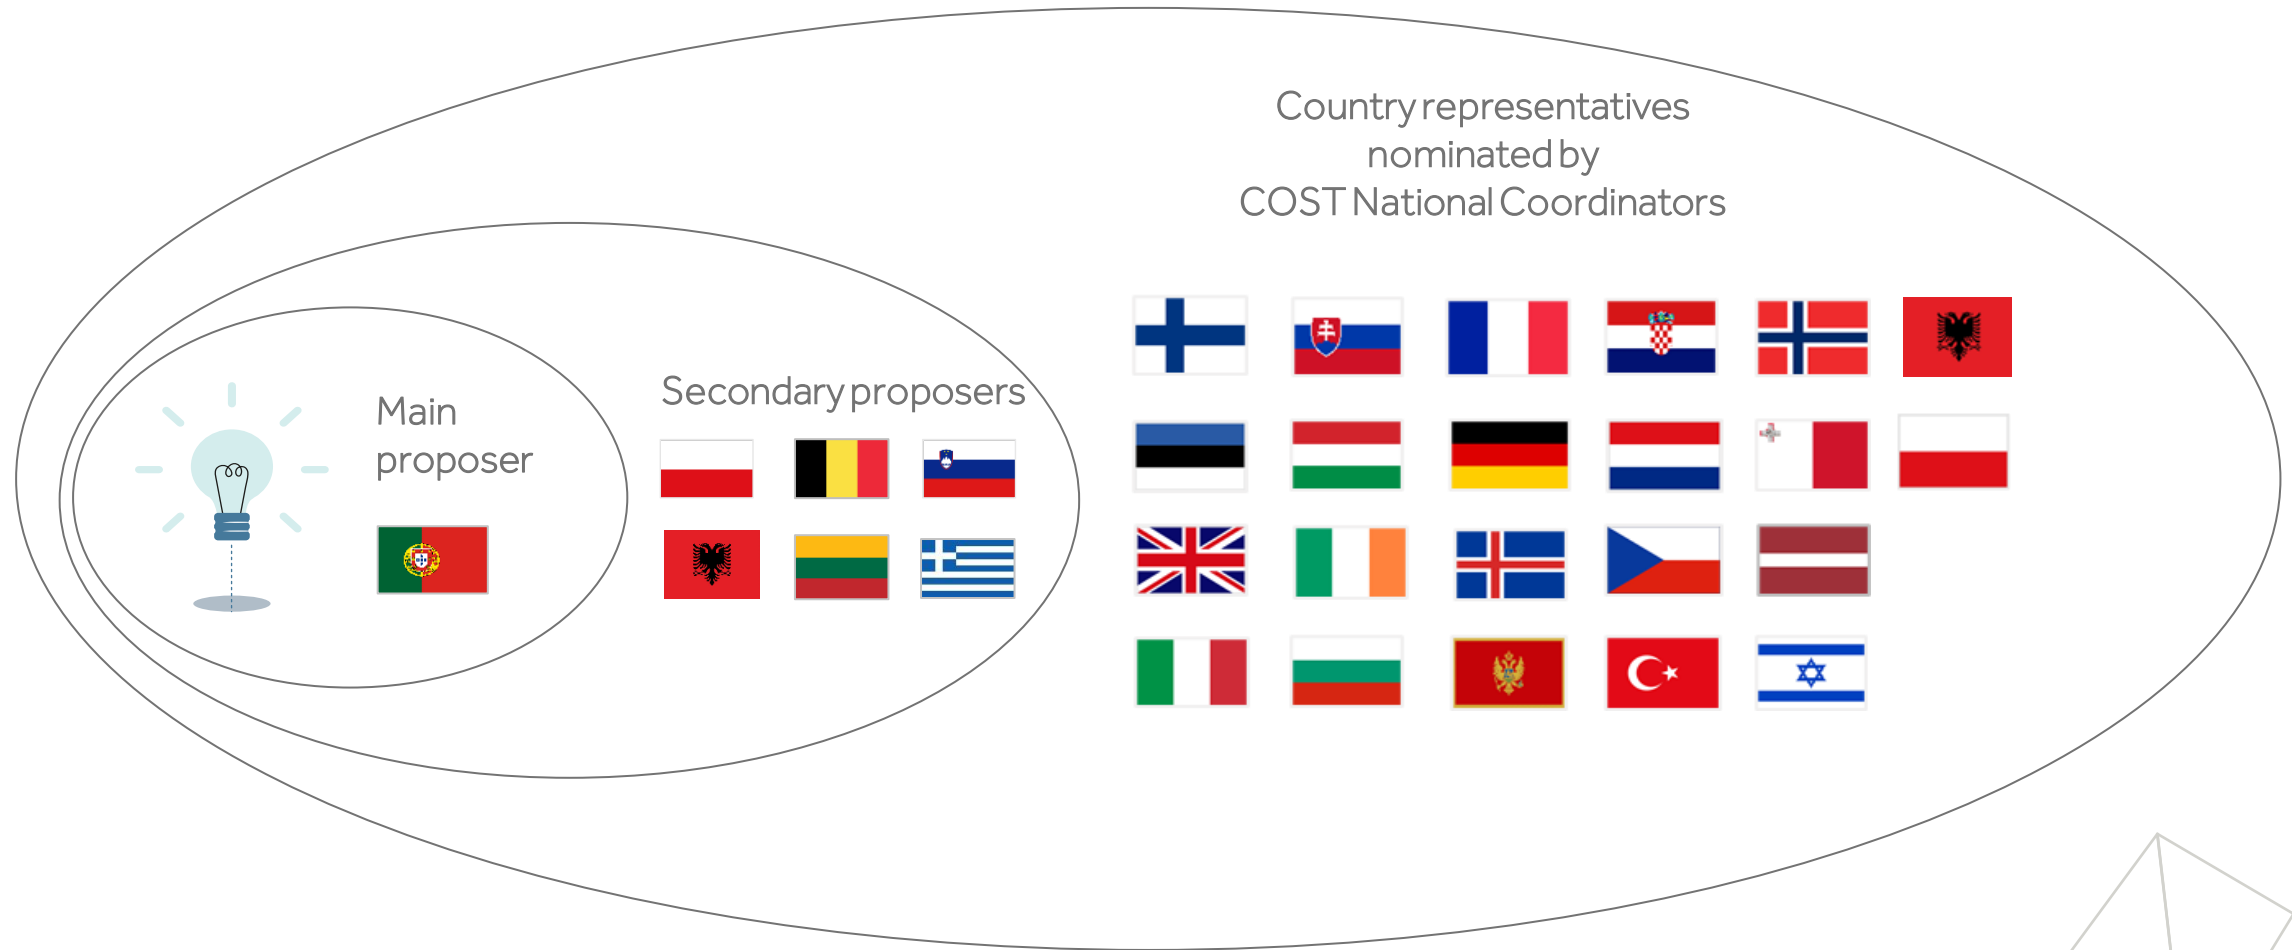 Country representatives
nominated by
COST National Coordinators
Main
proposer
Secondary proposers